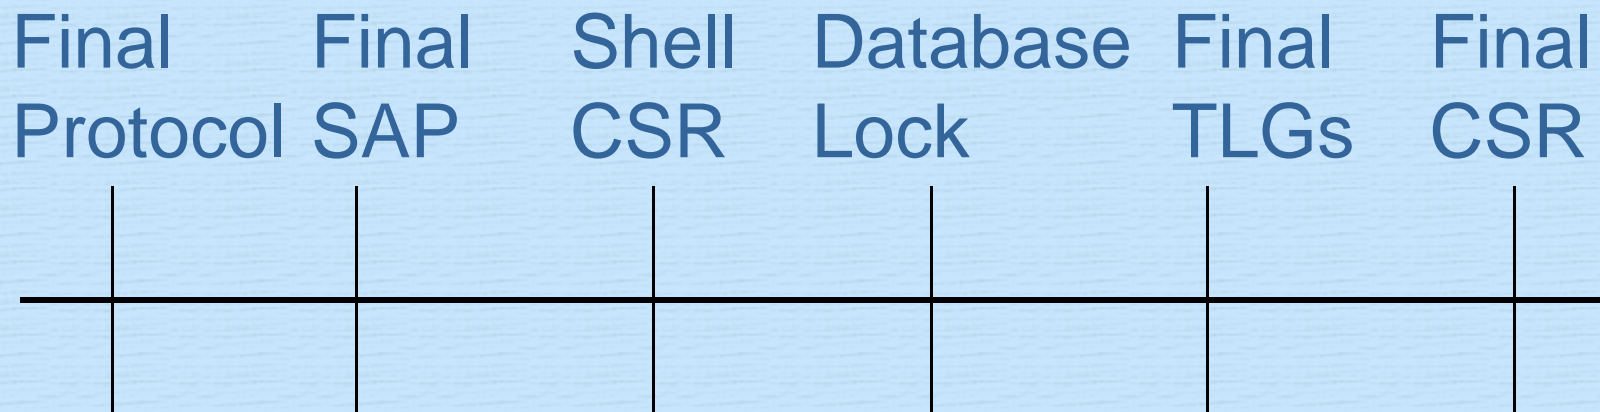 Final Protocol
Final SAP
Shell CSR
Database Lock
Final TLGs
Final CSR